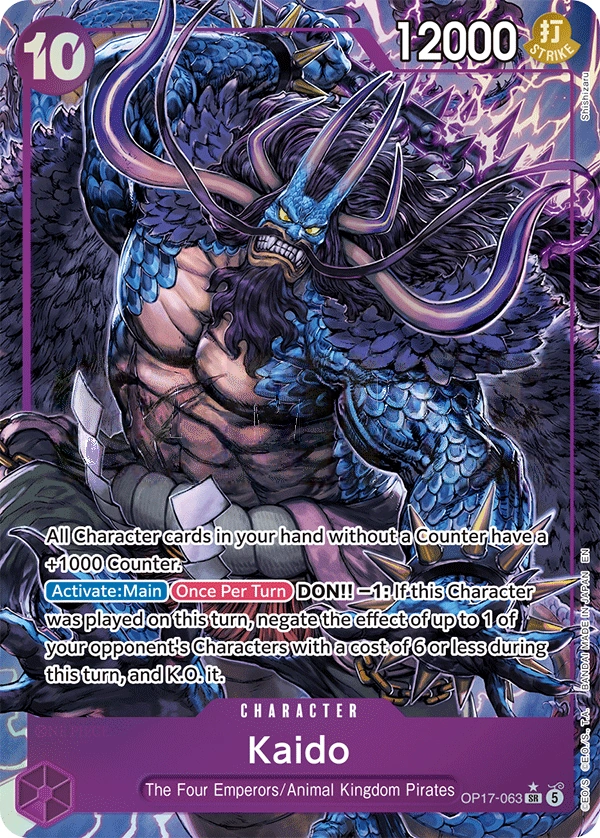 10
12000
打
STRIKE
Shishizaru
All Character cards in your hand without a Counter have a
+1000 Counter.
Activate:Main Once Per Turn DON!! −1: If this Character
was played on this turn, negate the effect of up to 1 of
your opponent's Characters with a cost of 6 or less during
this turn, and K.O. it.
CHARACTER
Kaido
The Four Emperors/Animal Kingdom Pirates
OP17-063 SR 5
©ED/S ©E.O./S., T.A. BANDAI MADE IN JAPAN EN